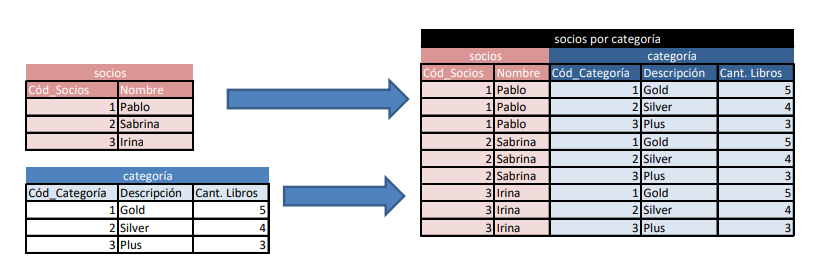 socios
Cód_Socios Nombre
1 Pablo
2 Sabrina
3 Irina
categoría
Cód_Categoría Descripción Cant. Libros
1 Gold 5
2 Silver 4
3 Plus 3
socios por categoría
socios categoría
Cód_Socios Nombre Cód_Categoría Descripción Cant. Libros
1 Pablo 1 Gold 5
1 Pablo 2 Silver 4
1 Pablo 3 Plus 3
2 Sabrina 1 Gold 5
2 Sabrina 2 Silver 4
2 Sabrina 3 Plus 3
3 Irina 1 Gold 5
3 Irina 2 Silver 4
3 Irina 3 Plus 3